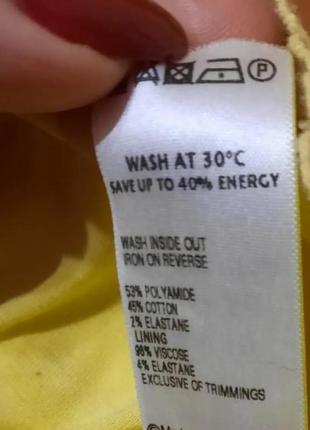 P
WASH AT 30°C
SAVE UP TO 40% ENERGY
WASH INSIDE OUT
IRON ON REVERSE
53% POLYAMIDE
45% COTTON
2% ELASTANE
LINING
96% VISCOSE
4% ELASTANE
EXCLUSIVE OF TRIMMINGS